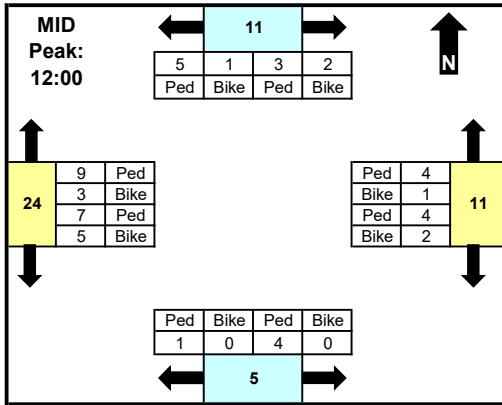 MID
Peak:
12:00
11
N
5 1 3 2
Ped Bike Ped Bike
24
9 Ped
3 Bike
7 Ped
5 Bike
Ped 4
Bike 1
Ped 4
Bike 2
11
Ped Bike Ped Bike
1 0 4 0
5